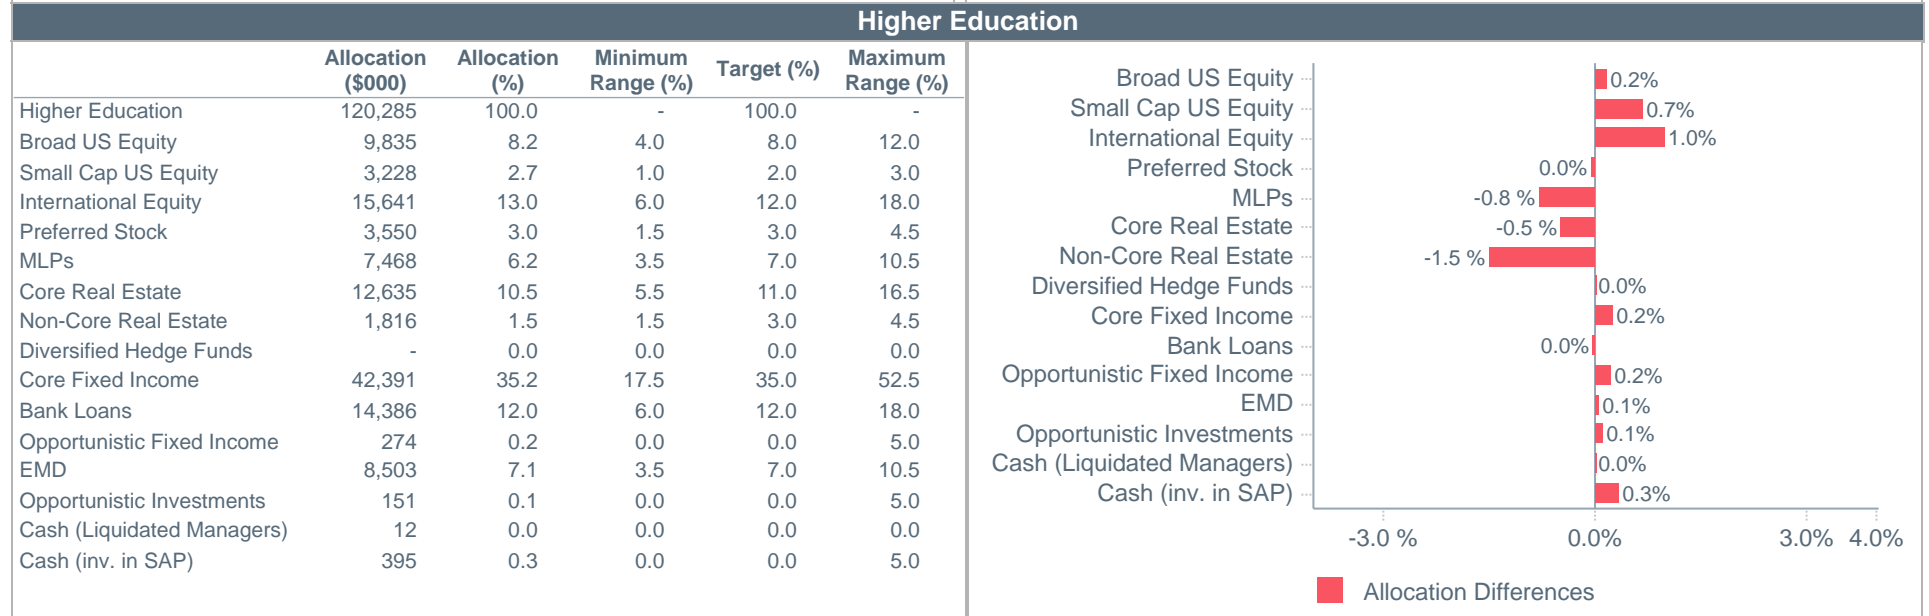 Higher Education
Allocation ($000) Allocation (%) Minimum Range (%) Target (%) Maximum Range (%)
Higher Education 120,285 100.0 - 100.0 -
Broad US Equity 9,835 8.2 4.0 8.0 12.0
Small Cap US Equity 3,228 2.7 1.0 2.0 3.0
International Equity 15,641 13.0 6.0 12.0 18.0
Preferred Stock 3,550 3.0 1.5 3.0 4.5
MLPs 7,468 6.2 3.5 7.0 10.5
Core Real Estate 12,635 10.5 5.5 11.0 16.5
Non-Core Real Estate 1,816 1.5 1.5 3.0 4.5
Diversified Hedge Funds - 0.0 0.0 0.0 0.0
Core Fixed Income 42,391 35.2 17.5 35.0 52.5
Bank Loans 14,386 12.0 6.0 12.0 18.0
Opportunistic Fixed Income 274 0.2 0.0 0.0 5.0
EMD 8,503 7.1 3.5 7.0 10.5
Opportunistic Investments 151 0.1 0.0 0.0 5.0
Cash (Liquidated Managers) 12 0.0 0.0 0.0 0.0
Cash (inv. in SAP) 395 0.3 0.0 0.0 5.0
Broad US Equity 0.2%
Small Cap US Equity 0.7%
International Equity 1.0%
Preferred Stock 0.0%
MLPs -0.8 %
Core Real Estate -0.5 %
Non-Core Real Estate -1.5 %
Diversified Hedge Funds 0.0%
Core Fixed Income 0.2%
Bank Loans 0.0%
Opportunistic Fixed Income 0.2%
EMD 0.1%
Opportunistic Investments 0.1%
Cash (Liquidated Managers) 0.0%
Cash (inv. in SAP) 0.3%
-3.0 % 0.0% 3.0% 4.0%
Allocation Differences